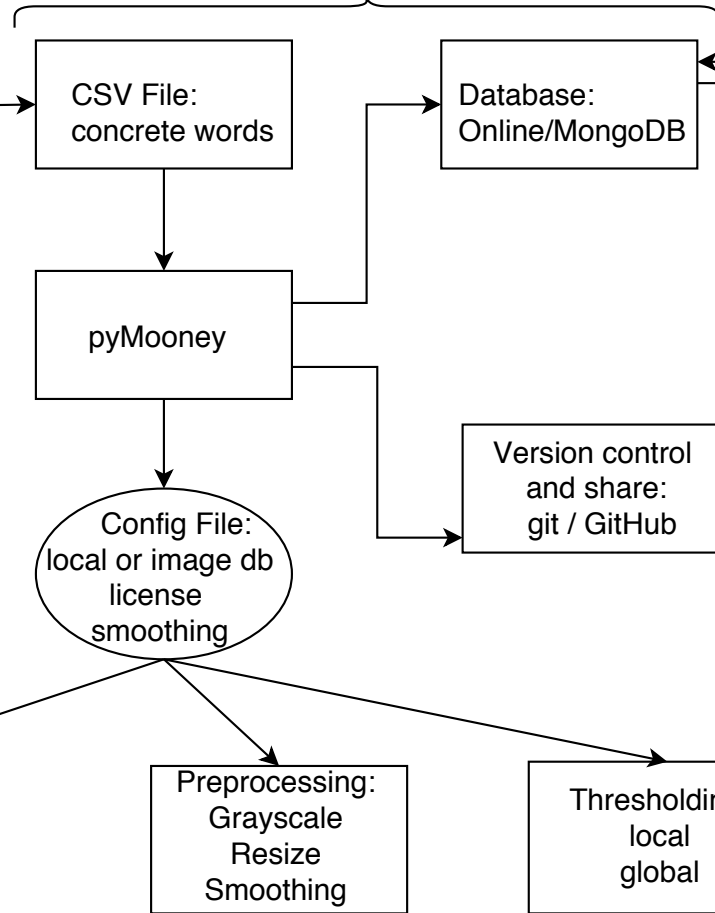 CSV File:
concrete words
Database:
Online/MongoDB
pyMooney
Version control
and share:
git / GitHub
Config File:
local or image db
license
smoothing
Preprocessing:
Grayscale
Resize
Smoothing
Thresholdin
local
global